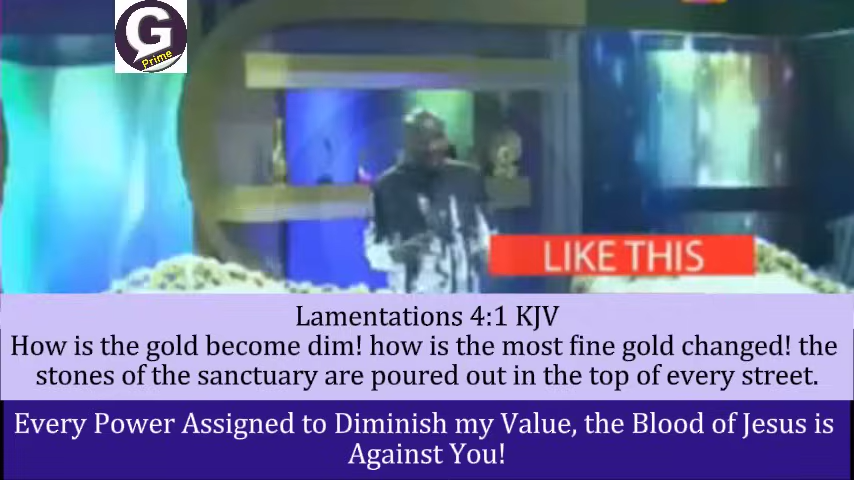 G
Prime
LIKE THIS
Lamentations 4:1 KJV
How is the gold become dim! how is the most fine gold changed! the
stones of the sanctuary are poured out in the top of every street.
Every Power Assigned to Diminish my Value, the Blood of Jesus is
Against You!